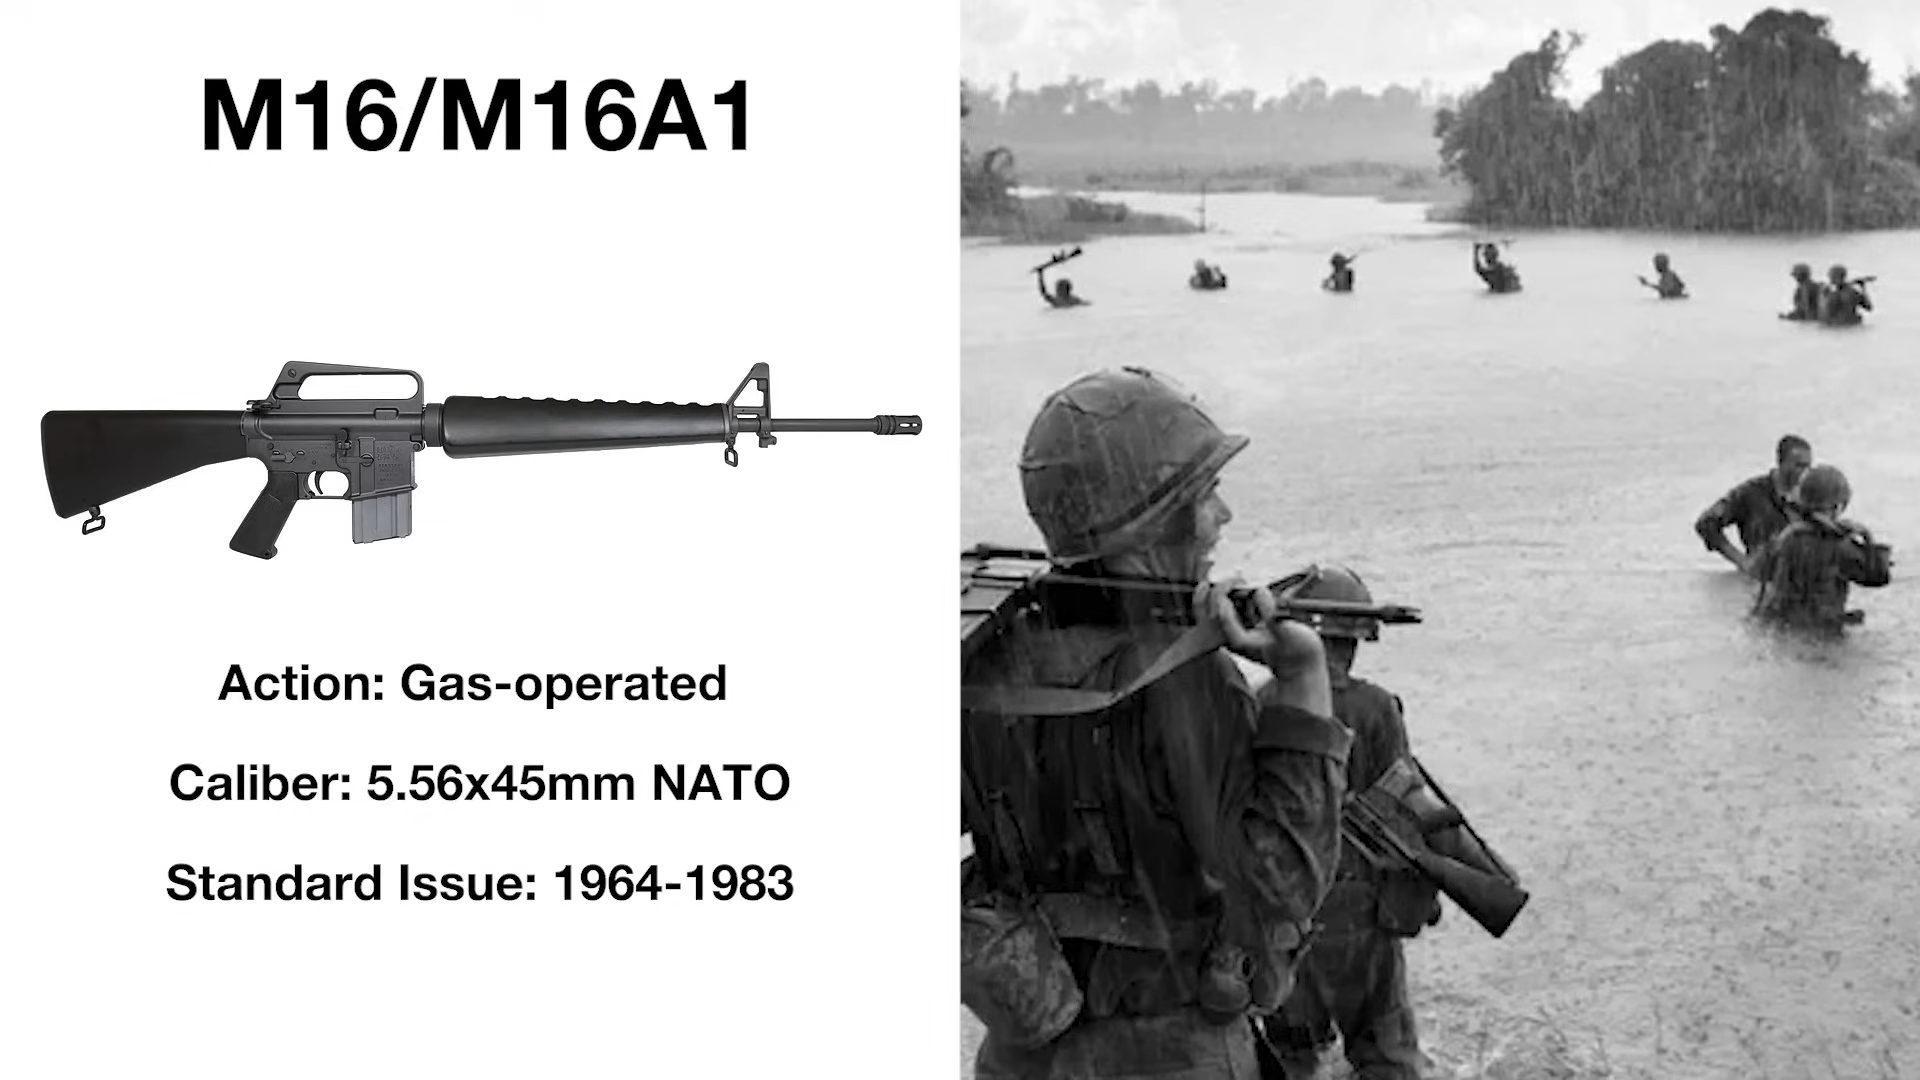 M16/M16A1
Action: Gas-operated
Caliber: 5.56x45mm NATO
Standard Issue: 1964-1983